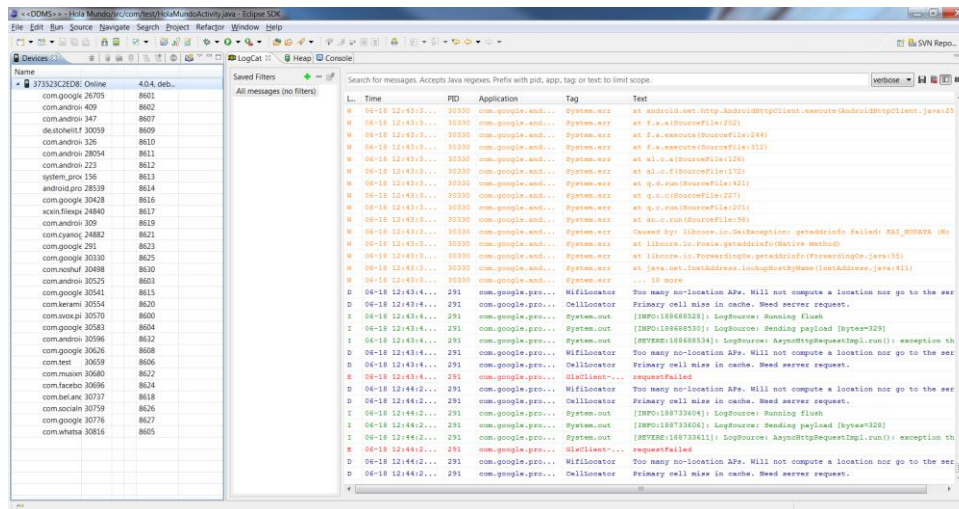 <<DDMS>> - Hola Mundo/src/com/test/HolaMundoActivity.java - Eclipse SDK
File Edit Run Source Navigate Search Project Refactor Window Help
SVN Repo...
Devices
LogCat Heap Console
Name
373523C2ED8: Online 4.0.4, deb...
com.google 26705 8601
com.androi 409 8602
com.androi 347 8607
de.stohelit.f 30059 8609
com.androi 326 8610
com.androi 28054 8611
com.androi 223 8612
system_proc 156 8613
android.pro 28539 8614
com.google 30428 8616
xcxin.filexpe 24840 8617
com.androi 309 8619
com.cyanog 24882 8621
com.google 291 8623
com.google 30330 8625
com.noshuf 30498 8630
com.androi 30525 8603
com.google 30541 8615
com.kerami 30554 8620
com.svox.pi 30570 8600
com.google 30583 8604
com.androi 30596 8632
com.google 30626 8608
com.test 30659 8606
com.musixm 30680 8622
com.facebo 30696 8624
com.bel.anc 30737 8618
com.socialn 30759 8626
com.google 30776 8627
com.whatsa 30816 8605
Saved Filters
All messages (no filters)
Search for messages. Accepts Java regexes. Prefix with pid:, app:, tag: or text: to limit scope.
verbose
L... Time PID Application Tag Text
W 06-18 12:43:3... 30330 com.google.and... System.err at android.net.http.AndroidHttpClient.execute(AndroidHttpClient.java:25
W 06-18 12:43:3... 30330 com.google.and... System.err at f.a.a(SourceFile:202)
W 06-18 12:43:3... 30330 com.google.and... System.err at f.a.execute(SourceFile:244)
W 06-18 12:43:3... 30330 com.google.and... System.err at f.a.execute(SourceFile:312)
W 06-18 12:43:3... 30330 com.google.and... System.err at al.c.a(SourceFile:126)
W 06-18 12:43:3... 30330 com.google.and... System.err at al.c.f(SourceFile:172)
W 06-18 12:43:3... 30330 com.google.and... System.err at q.d.run(SourceFile:421)
W 06-18 12:43:3... 30330 com.google.and... System.err at q.c.c(SourceFile:227)
W 06-18 12:43:3... 30330 com.google.and... System.err at q.c.run(SourceFile:201)
W 06-18 12:43:3... 30330 com.google.and... System.err at an.c.run(SourceFile:96)
W 06-18 12:43:3... 30330 com.google.and... System.err Caused by: libcore.io.GaiException: getaddrinfo failed: EAI_NODATA (No
W 06-18 12:43:3... 30330 com.google.and... System.err at libcore.io.Posix.getaddrinfo(Native Method)
W 06-18 12:43:3... 30330 com.google.and... System.err at libcore.io.ForwardingOs.getaddrinfo(ForwardingOs.java:55)
W 06-18 12:43:3... 30330 com.google.and... System.err at java.net.InetAddress.lookupHostByName(InetAddress.java:411)
W 06-18 12:43:3... 30330 com.google.and... System.err ... 18 more
D 06-18 12:43:4... 291 com.google.pro... WifiLocator Too many no-location APs. Will not compute a location nor go to the ser
D 06-18 12:43:4... 291 com.google.pro... CellLocator Primary cell miss in cache. Need server request.
I 06-18 12:43:4... 291 com.google.pro... System.out [INFO:188688528]: LogSource: Running flush
I 06-18 12:43:4... 291 com.google.pro... System.out [INFO:188688530]: LogSource: Sending payload [bytes=329]
I 06-18 12:43:4... 291 com.google.pro... System.out [SEVERE:188688534]: LogSource: AsyncHttpRequestImpl.run(): exception th
D 06-18 12:43:4... 291 com.google.pro... WifiLocator Too many no-location APs. Will not compute a location nor go to the ser
D 06-18 12:43:4... 291 com.google.pro... CellLocator Primary cell miss in cache. Need server request.
E 06-18 12:43:4... 291 com.google.pro... GlsClient-... requestFailed
D 06-18 12:44:2... 291 com.google.pro... WifiLocator Too many no-location APs. Will not compute a location nor go to the ser
D 06-18 12:44:2... 291 com.google.pro... CellLocator Primary cell miss in cache. Need server request.
I 06-18 12:44:2... 291 com.google.pro... System.out [INFO:188733604]: LogSource: Running flush
I 06-18 12:44:2... 291 com.google.pro... System.out [INFO:188733606]: LogSource: Sending payload [bytes=328]
I 06-18 12:44:2... 291 com.google.pro... System.out [SEVERE:188733611]: LogSource: AsyncHttpRequestImpl.run(): exception th
E 06-18 12:44:2... 291 com.google.pro... GlsClient-... requestFailed
D 06-18 12:44:2... 291 com.google.pro... WifiLocator Too many no-location APs. Will not compute a location nor go to the ser
D 06-18 12:44:2... 291 com.google.pro... CellLocator Primary cell miss in cache. Need server request.